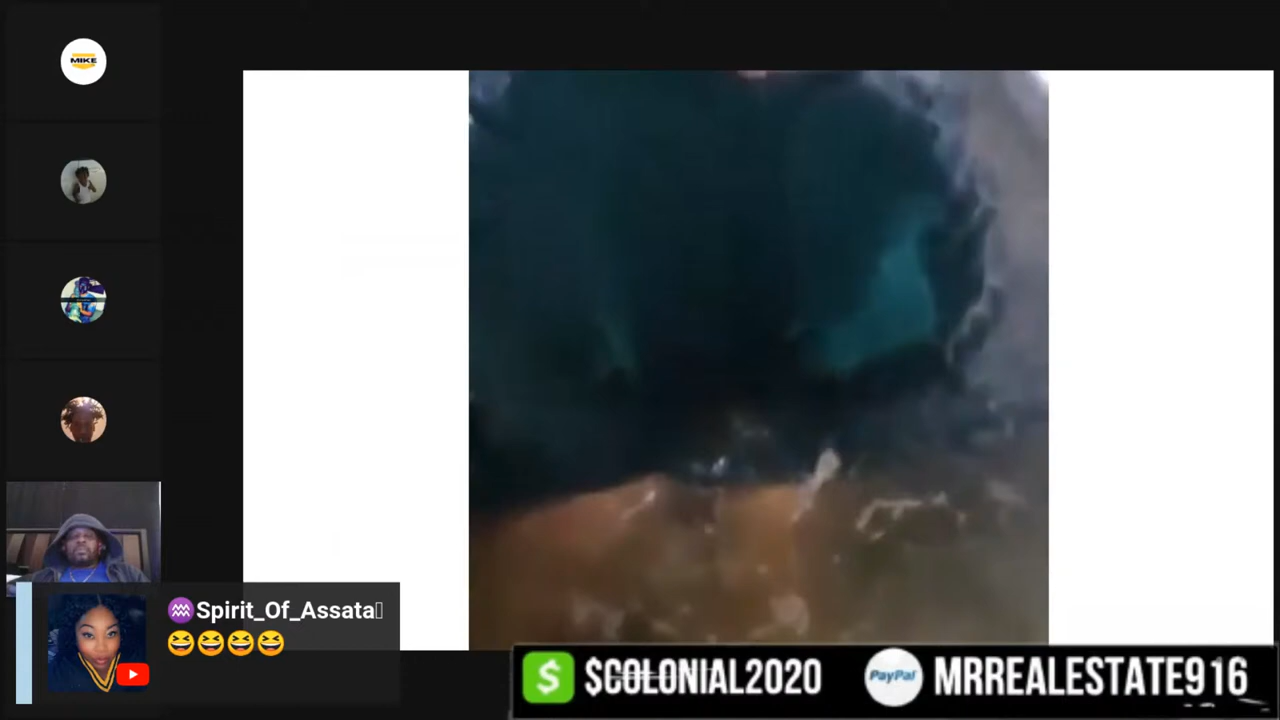 MIKE
♒Spirit_Of_Assata
😆😆😆😆
$ $COLONIAL2020
PayPal MRREALESTATE916